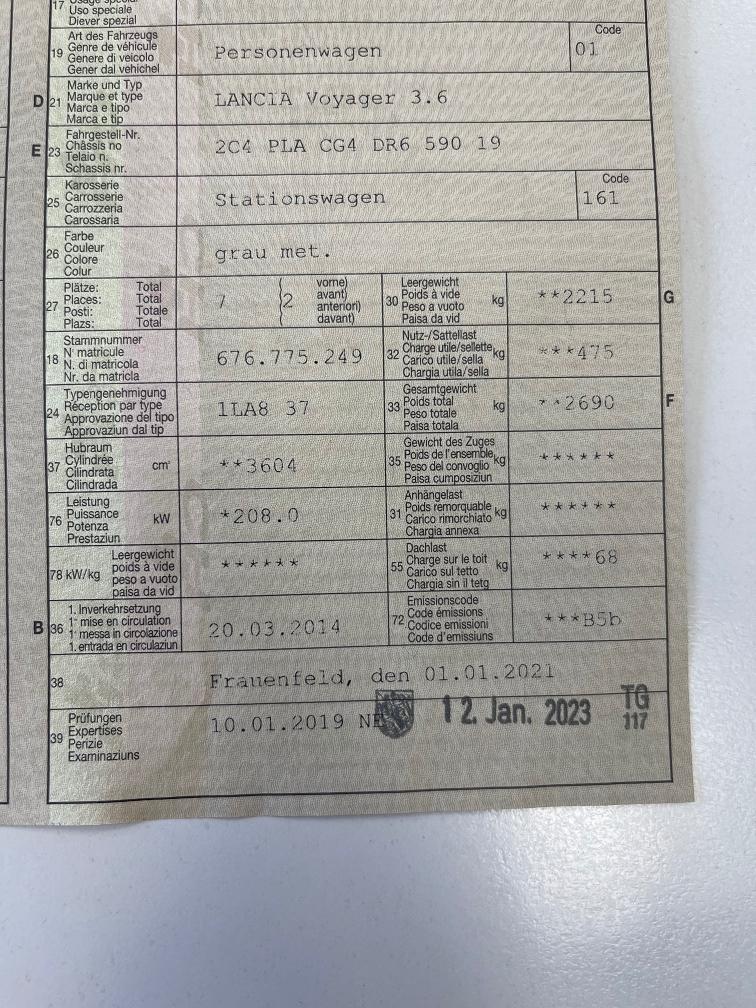 17 Usage spécial
Uso speciale
Diever spezial
19 Art des Fahrzeugs
Genre de véhicule
Genere di veicolo
Gener dal vehichel
Personenwagen
Code
01
D 21 Marke und Typ
Marque et type
Marca e tipo
Marca e tip
LANCIA Voyager 3.6
E 23 Fahrgestell-Nr.
Châssis no
Telaio n.
Schassis nr.
2C4 PLA CG4 DR6 590 19
25 Karosserie
Carrosserie
Carrozzeria
Carossaria
Stationswagen
Code
161
26 Farbe
Couleur
Colore
Colur
grau met.
27 Plätze: Total
Places: Total
Posti: Totale
Plazs: Total
7 2 vorne)
avant)
anteriori)
davant)
30 Leergewicht
Poids à vide
Peso a vuoto
Paisa da vid
kg
**2215
G
18 Stammnummer
N° matricule
N. di matricola
Nr. da matricla
676.775.249
32 Nutz-/Sattellast
Charge utile/sellette
Carico utile/sella
Chargia utila/sella
kg
***475
24 Typengenehmigung
Réception par type
Approvazione del tipo
Approvaziun dal tip
1LA8 37
33 Gesamtgewicht
Poids total
Peso totale
Paisa totala
kg
**2690
F
37 Hubraum
Cylindrée
Cilindrata
Cilindrada
cm³
**3604
35 Gewicht des Zuges
Poids de l'ensemble
Peso del convoglio
Paisa cumposiziun
kg
******
76 Leistung
Puissance
Potenza
Prestaziun
kW
*208.0
31 Anhängelast
Poids remorquable
Carico rimorchiato
Chargia annexa
kg
******
78 kW/kg Leergewicht
poids à vide
peso a vuoto
paisa da vid
******
55 Dachlast
Charge sur le toit
Carico sul tetto
Chargia sin il tetg
kg
****68
B 36 1. Inverkehrsetzung
1re mise en circulation
1a messa in circolazione
1. entrada en circulaziun
20.03.2014
72 Emissionscode
Code émissions
Codice emissioni
Code d'emissiuns
***B5b
38 Frauenfeld, den 01.01.2021
39 Prüfungen
Expertises
Perizie
Examinaziuns
10.01.2019 NE
12. Jan. 2023
TG
117